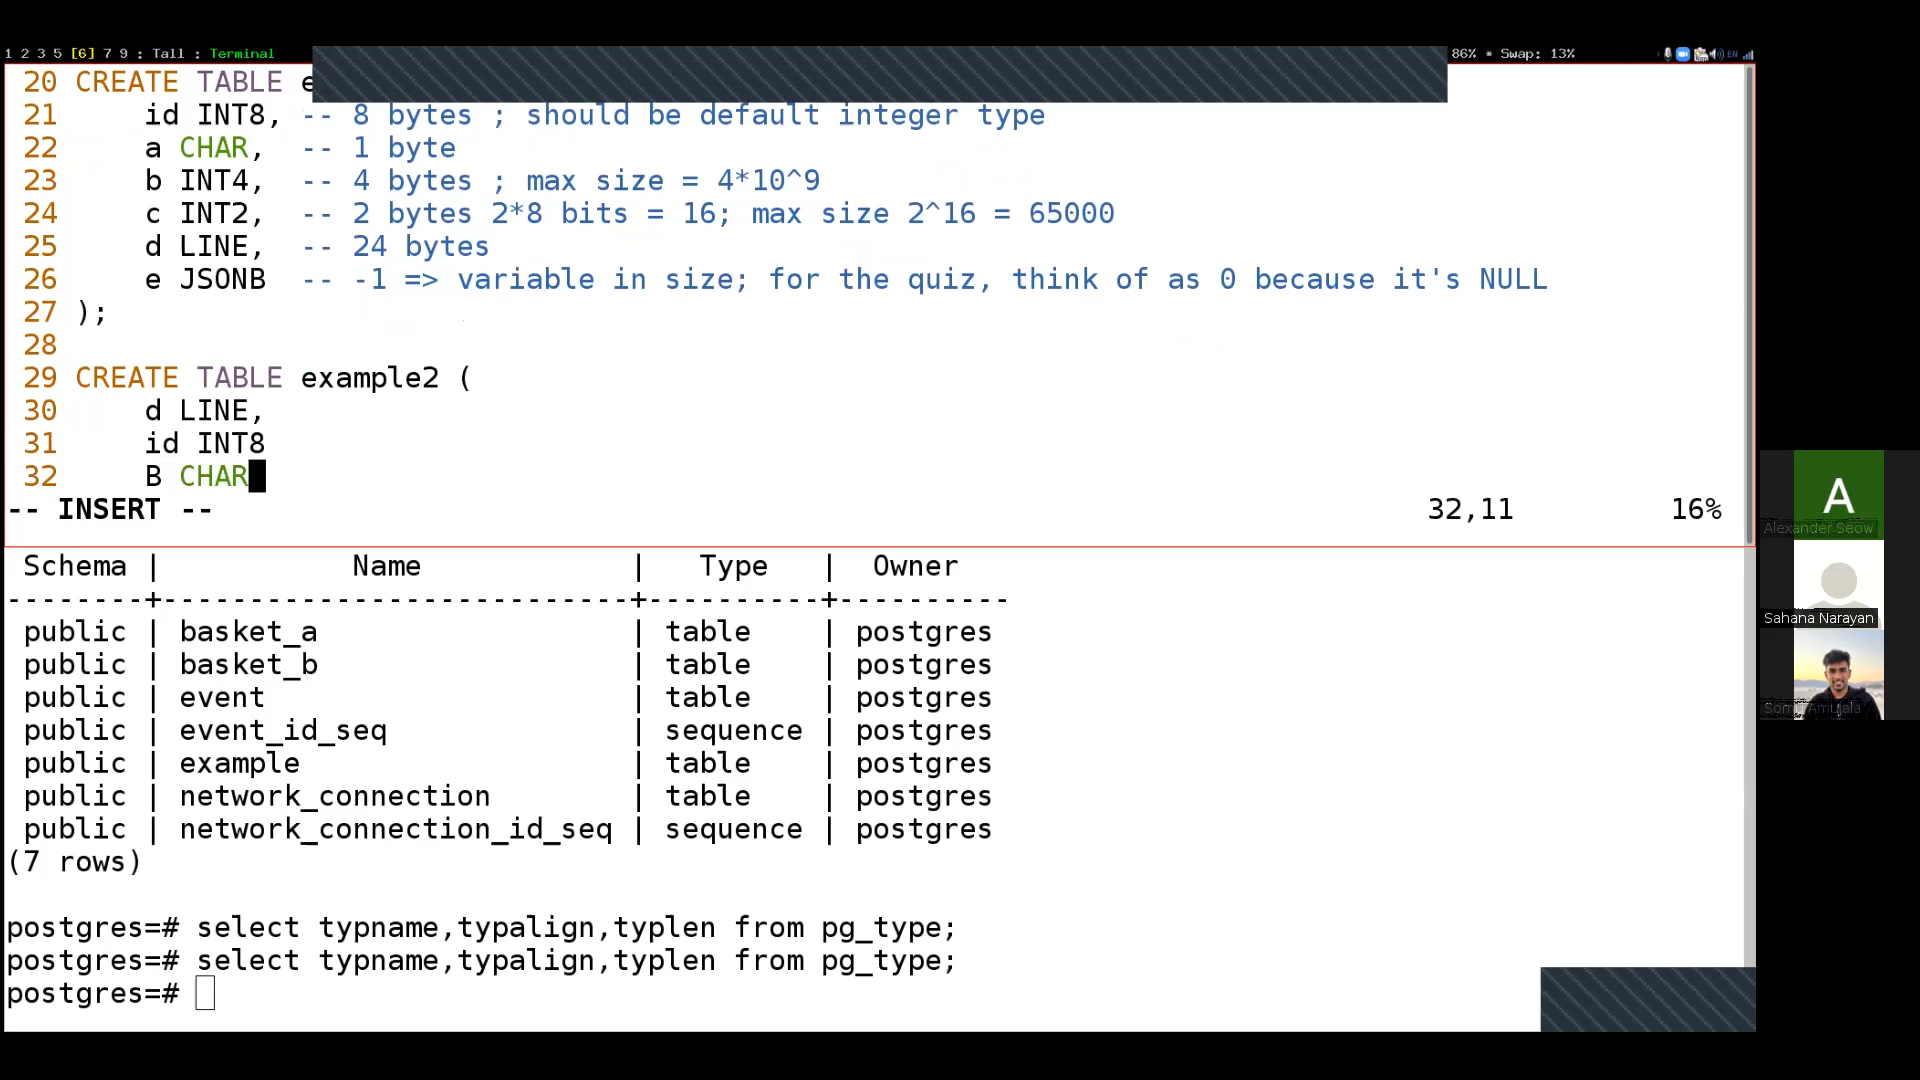 1 2 3 5 [6] 7 9 : Tall : Terminal
86% * Swap: 13%
EN
20 CREATE TABLE e
21 id INT8, -- 8 bytes ; should be default integer type
22 a CHAR, -- 1 byte
23 b INT4, -- 4 bytes ; max size = 4*10^9
24 c INT2, -- 2 bytes 2*8 bits = 16; max size 2^16 = 65000
25 d LINE, -- 24 bytes
26 e JSONB -- -1 => variable in size; for the quiz, think of as 0 because it's NULL
27 );
28
29 CREATE TABLE example2 (
30 d LINE,
31 id INT8
32 B CHAR
-- INSERT -- 32,11 16%
Schema | Name | Type | Owner
--------+---------------------------+----------+----------
public | basket_a | table | postgres
public | basket_b | table | postgres
public | event | table | postgres
public | event_id_seq | sequence | postgres
public | example | table | postgres
public | network_connection | table | postgres
public | network_connection_id_seq | sequence | postgres
(7 rows)
postgres=# select typname,typalign,typlen from pg_type;
postgres=# select typname,typalign,typlen from pg_type;
postgres=#
A
Alexander Seow
Sahana Narayan